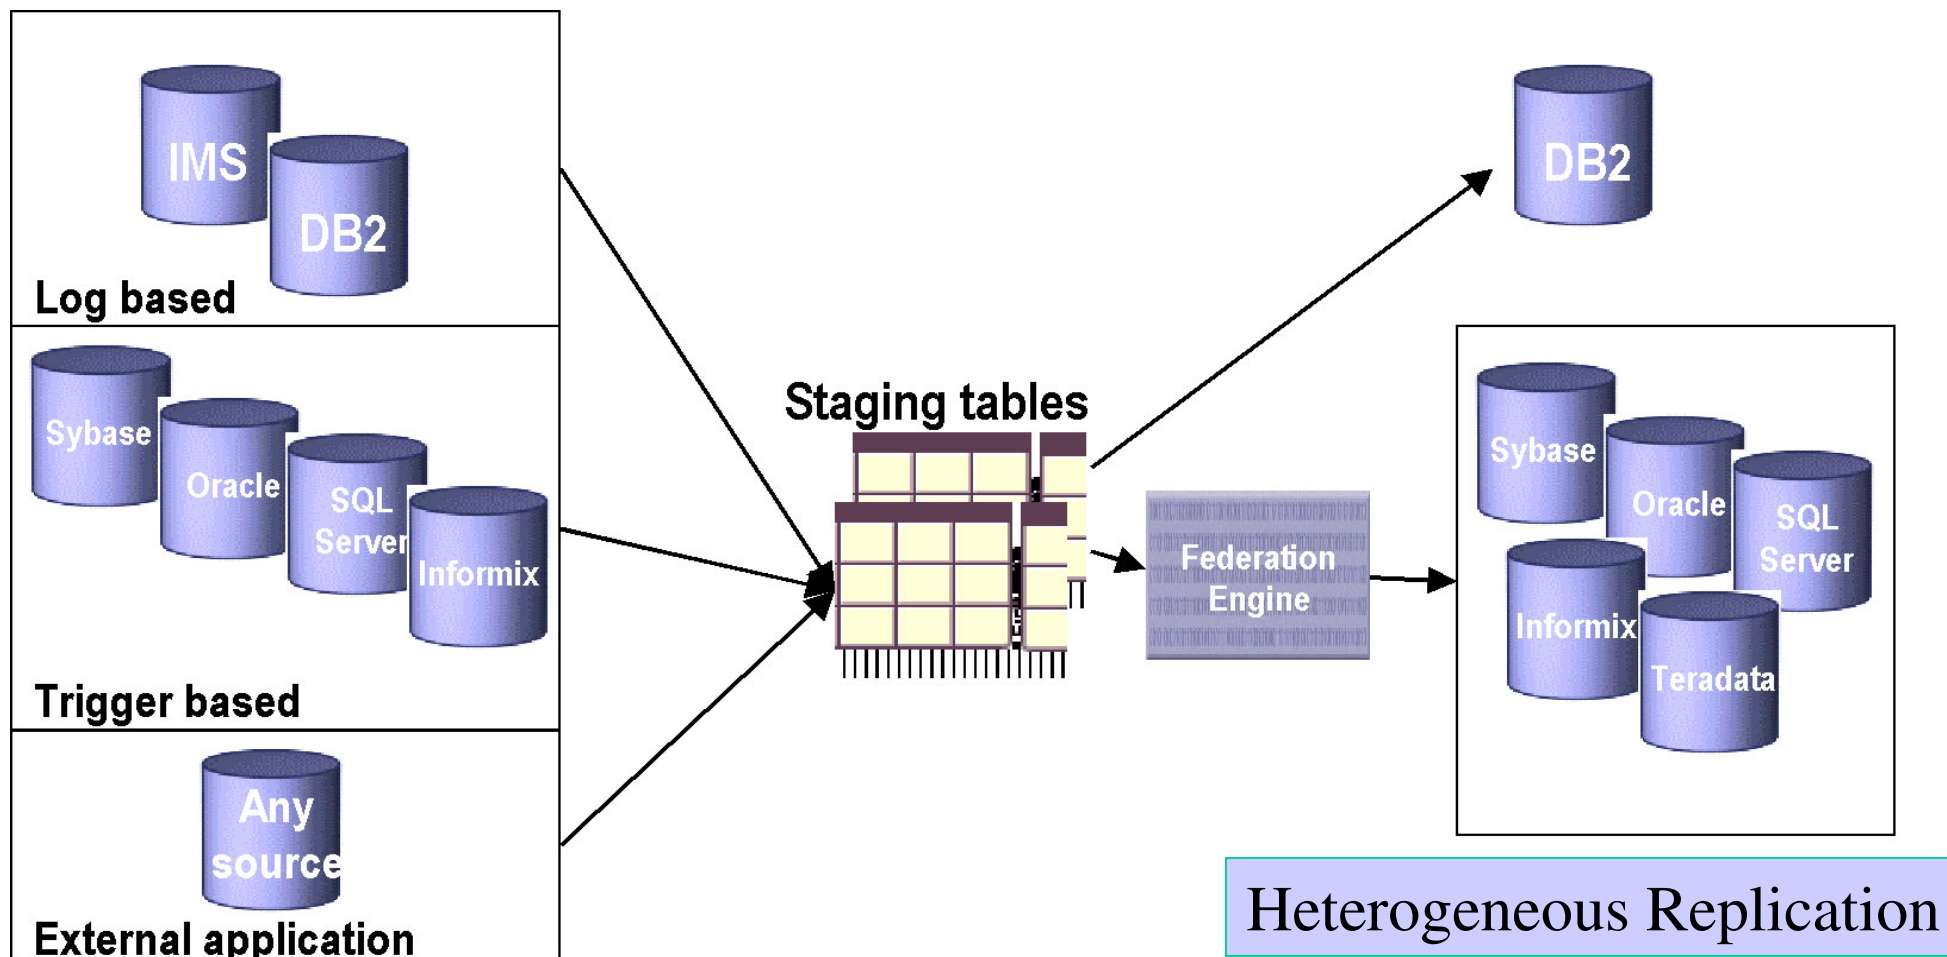 IMS
DB2
Log based
Sybase
Oracle
SQL
Server
Informix
Trigger based
Any
source
External application
Staging tables
Federation
Engine
DB2
Sybase
Oracle
SQL
Server
Informix
Teradata
Heterogeneous Replication